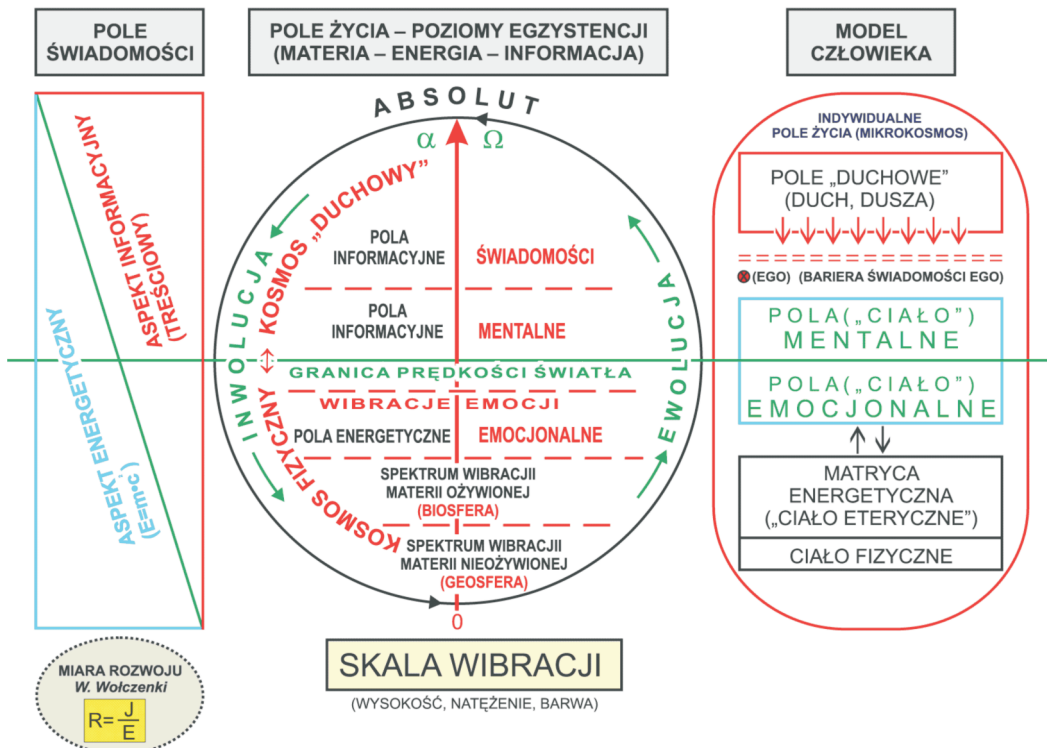 POLE
ŚWIADOMOŚCI
ASPEKT INFORMACYJNY
(TREŚCIOWY)
ASPEKT ENERGETYCZNY
(E=m•c²)
MIARA ROZWOJU
W. Wołczenki
R= J
E
POLE ŻYCIA – POZIOMY EGZYSTENCJI
(MATERIA – ENERGIA – INFORMACJA)
ABSOLUT
α Ω
INWOLUCJA
EWOLUCJA
KOSMOS FIZYCZNY ↔ KOSMOS „DUCHOWY”
POLA
INFORMACYJNE
ŚWIADOMOŚCI
POLA
INFORMACYJNE
MENTALNE
GRANICA PRĘDKOŚCI ŚWIATŁA
WIBRACJE EMOCJI
POLA ENERGETYCZNE
EMOCJONALNE
SPEKTRUM WIBRACJII
MATERII OŻYWIONEJ
(BIOSFERA)
SPEKTRUM WIBRACJII
MATERII NIEOŻYWIONEJ
(GEOSFERA)
0
SKALA WIBRACJI
(WYSOKOŚĆ, NATĘŻENIE, BARWA)
MODEL
CZŁOWIEKA
INDYWIDUALNE
POLE ŻYCIA (MIKROKOSMOS)
POLE „DUCHOWE”
(DUCH, DUSZA)
(EGO) (BARIERA ŚWIADOMOŚCI EGO)
POLA(„CIAŁO”)
MENTALNE
POLA(„CIAŁO”)
EMOCJONALNE
MATRYCA
ENERGETYCZNA
(„CIAŁO ETERYCZNE”)
CIAŁO FIZYCZNE